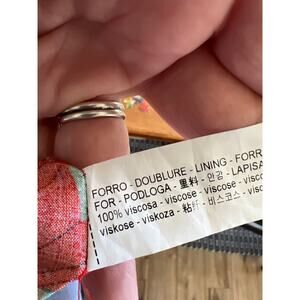 FORRO - DOUBLURE - LINING - FORR
FOR - PODLOGA - 里料 - 안감 - LAPISA
100% viscosa - viscose - viscose - visco
viskose - viskoza - 粘纤 - 비스코스 - visc